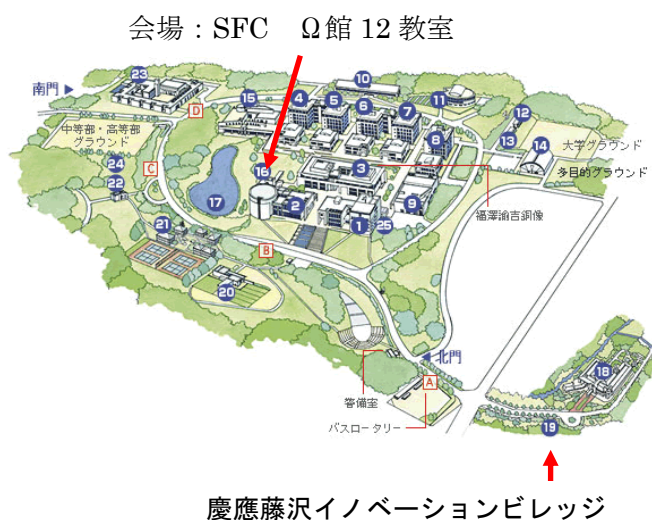 会場：SFC　Ω館 12 教室
南門
23
10
D
15
4
5
6
7
11
12
中等部・高等部
グラウンド
大学グラウンド
13
14
8
多目的グラウンド
24
C
16
3
22
17
2
9
福澤諭吉銅像
1
25
21
B
20
北門
18
警備室
A
バスロータリー
19
慶應藤沢イノベーションビレッジ